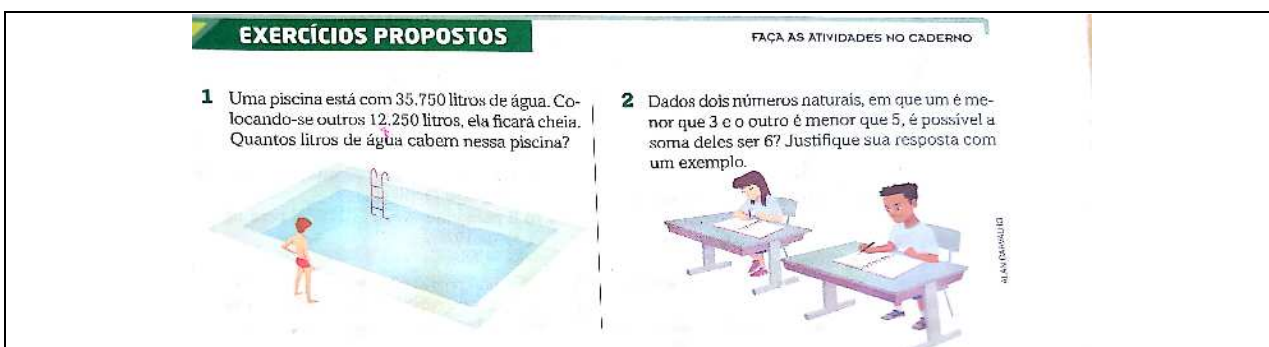 EXERCÍCIOS PROPOSTOS
FAÇA AS ATIVIDADES NO CADERNO
1 Uma piscina está com 35.750 litros de água. Co-
locando-se outros 12.250 litros, ela ficará cheia.
Quantos litros de água cabem nessa piscina?
2 Dados dois números naturais, em que um é me-
nor que 3 e o outro é menor que 5, é possível a
soma deles ser 6? Justifique sua resposta com
um exemplo.
ALAN CARVALHO